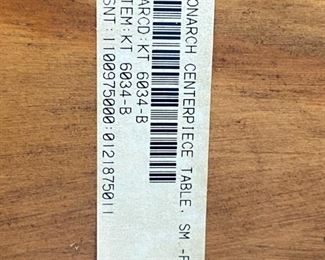 ONARCH CENTERPIECE TABLE, SM -F
ARCD:KT 6034-B
TEM:KT 6034-B
SNT:1100975000:0121875011